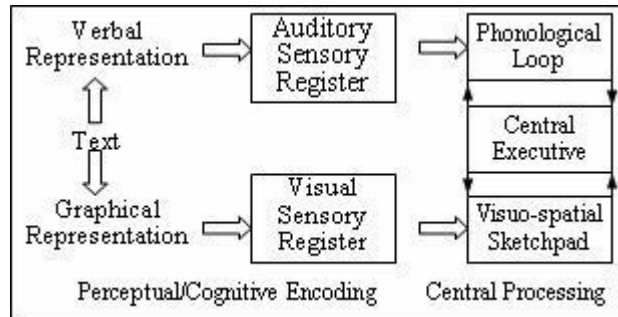 Verbal
Representation
Auditory
Sensory
Register
Phonological
Loop
Text
Central
Executive
Graphical
Representation
Visual
Sensory
Register
Visuo-spatial
Sketchpad
Perceptual/Cognitive Encoding
Central Processing